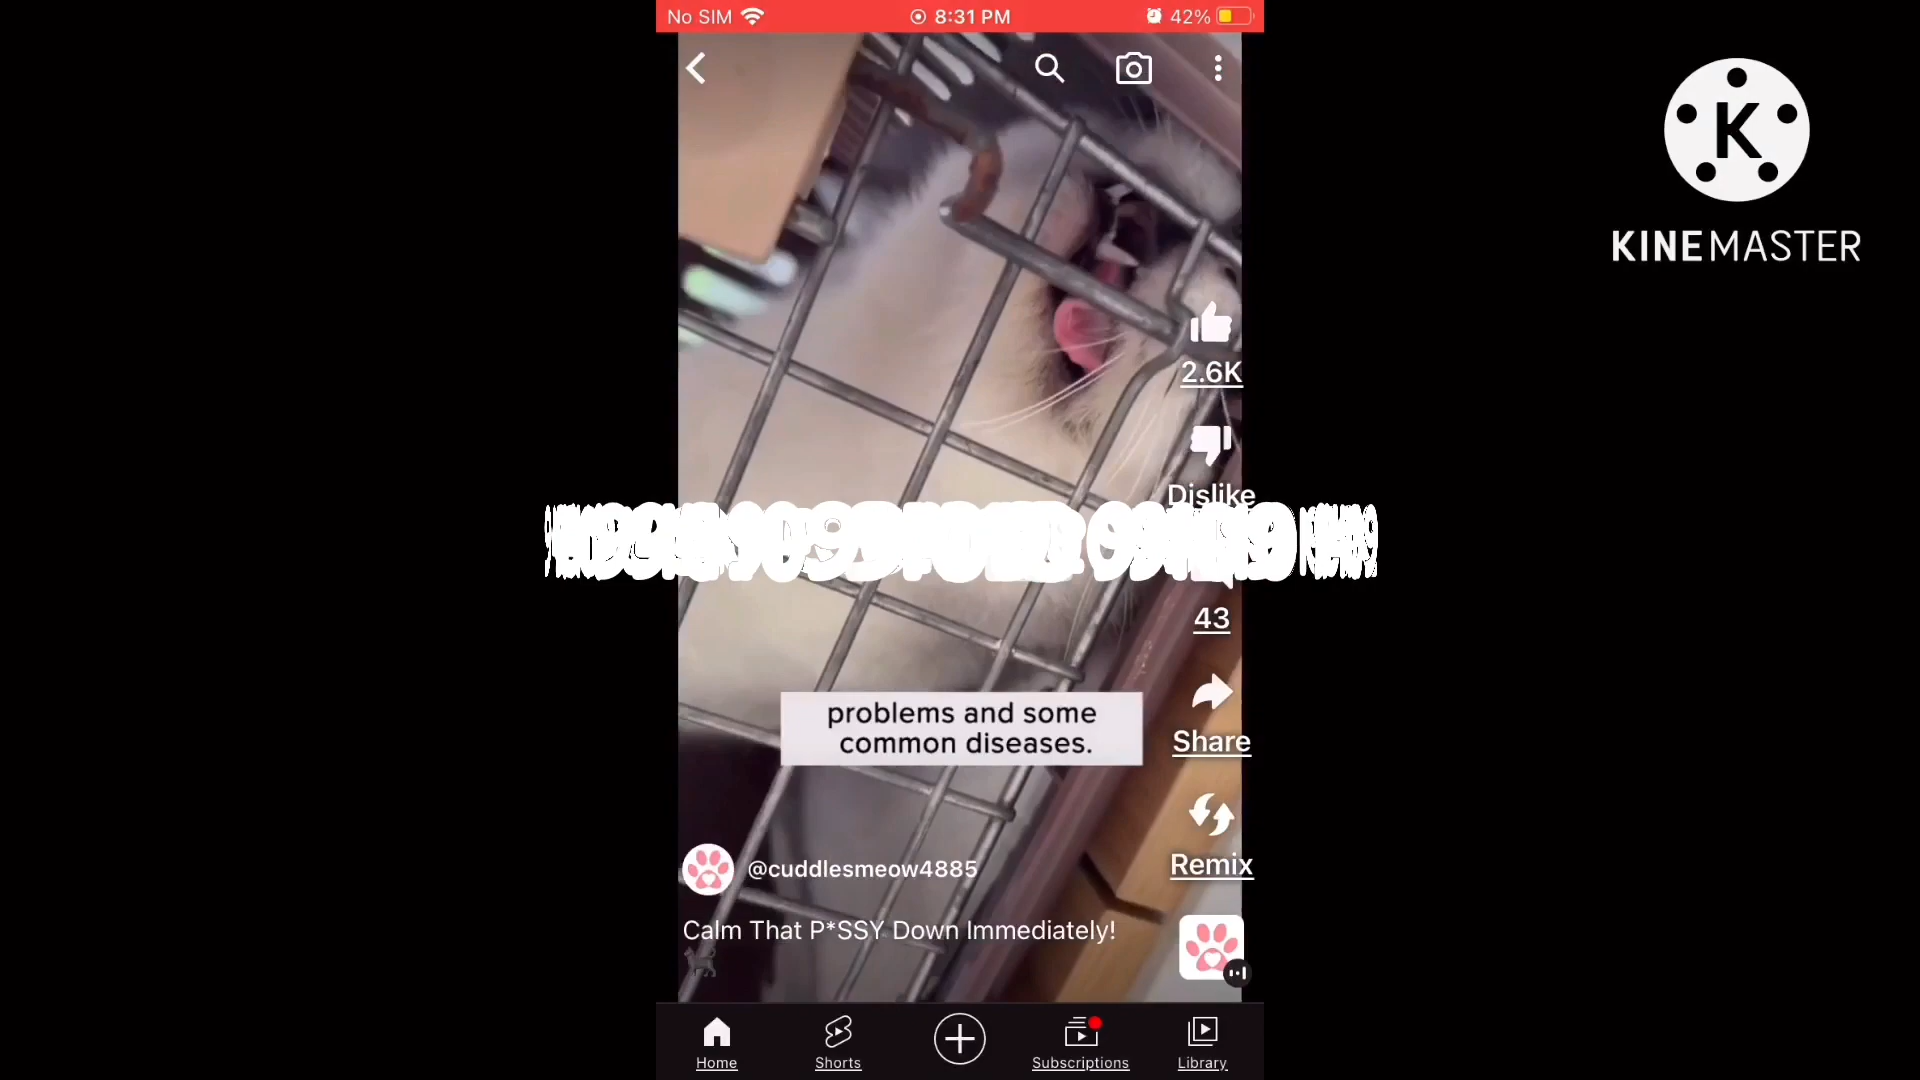 No SIM
8:31 PM
42%
K
KINEMASTER
2.6K
Dislike
43
problems and some
common diseases.
Share
Remix
@cuddlesmeow4885
Calm That P*SSY Down Immediately!
🐈‍⬛
Home
Shorts
Subscriptions
Library